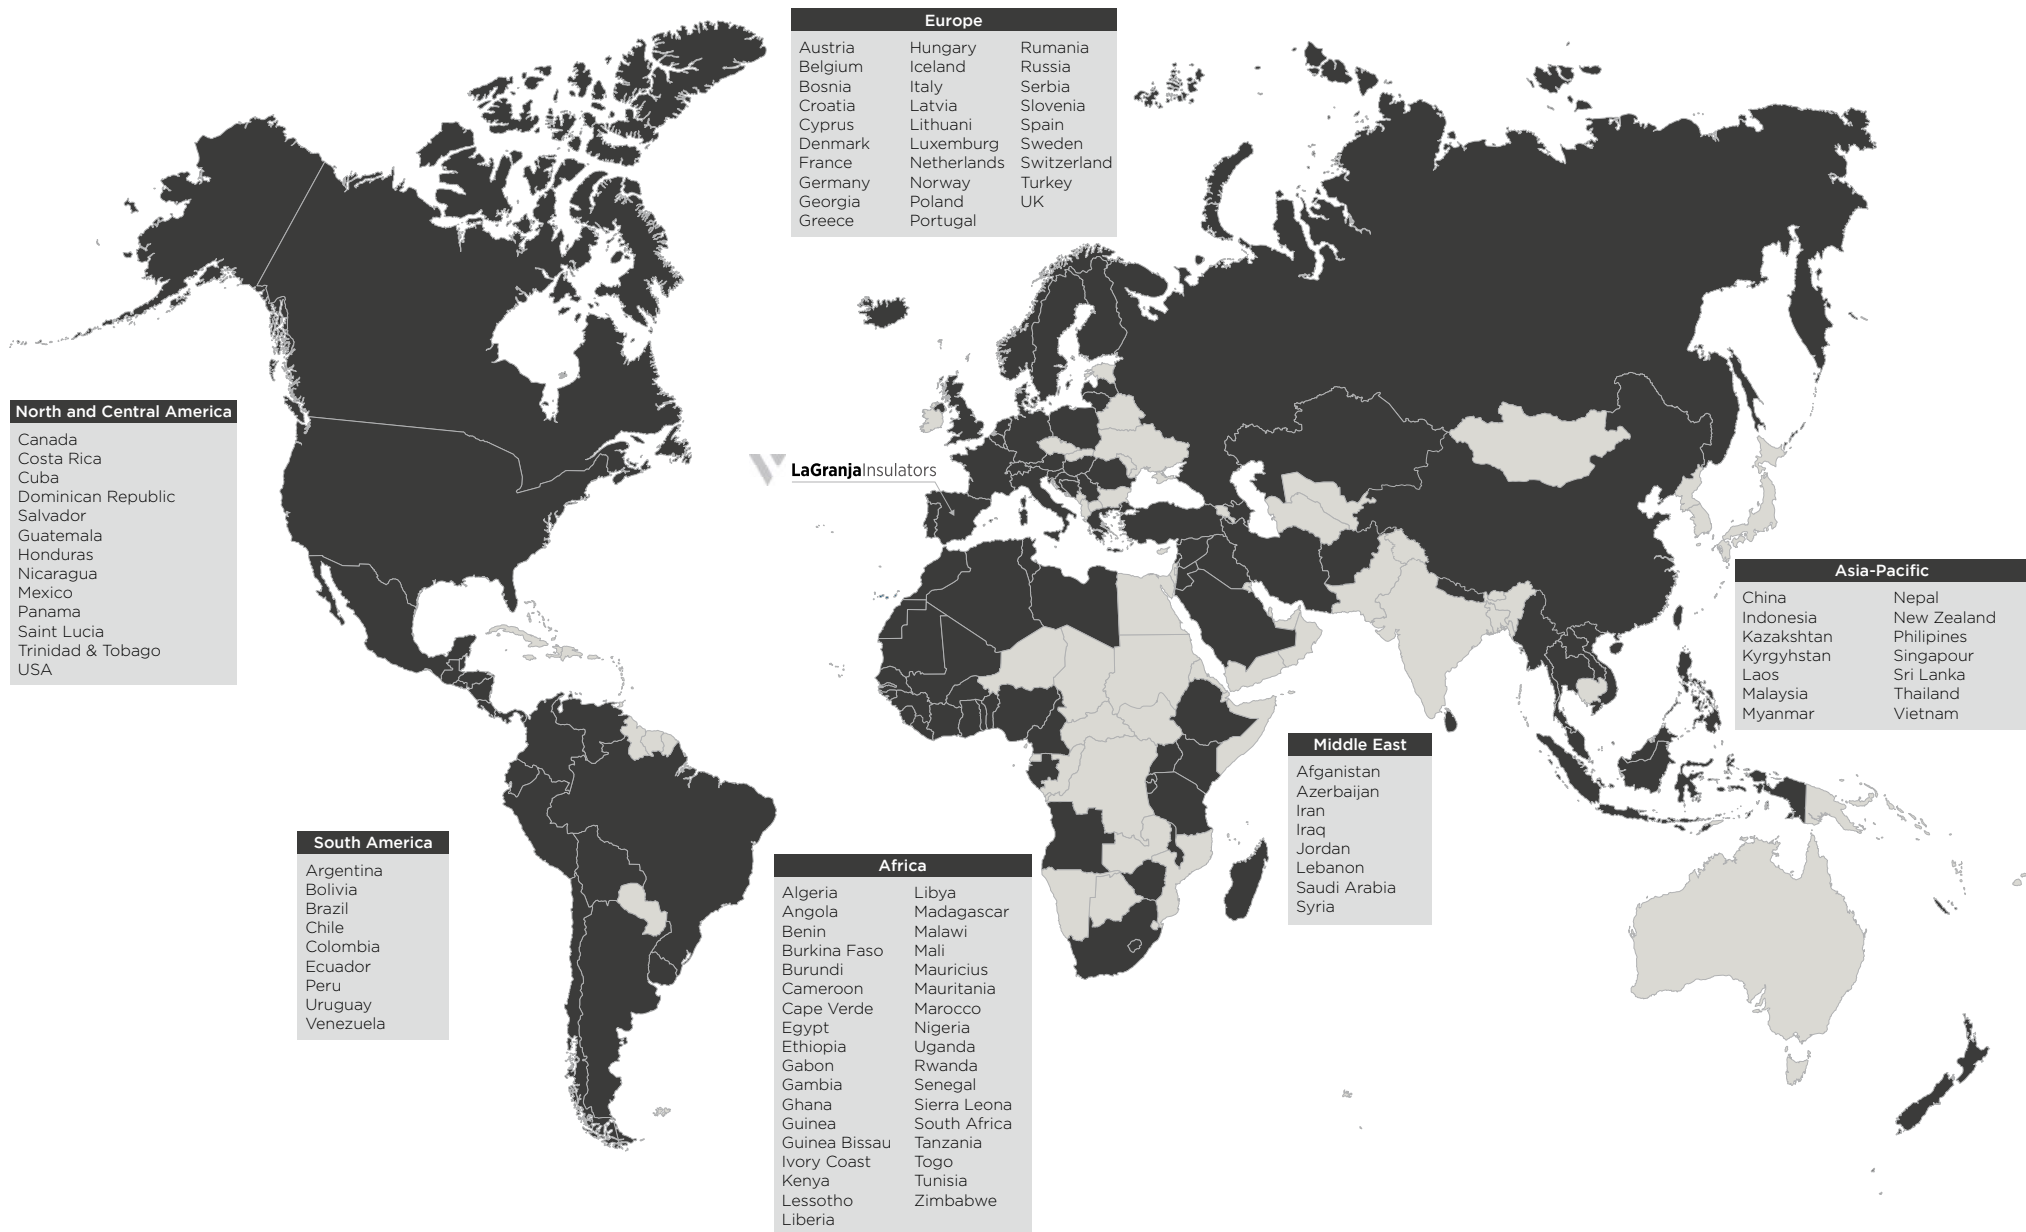 Europe
Austria
Belgium
Bosnia
Croatia
Cyprus
Denmark
France
Germany
Georgia
Greece
Hungary
Iceland
Italy
Latvia
Lithuani
Luxemburg
Netherlands
Norway
Poland
Portugal
Rumania
Russia
Serbia
Slovenia
Spain
Sweden
Switzerland
Turkey
UK
North and Central America
Canada
Costa Rica
Cuba
Dominican Republic
Salvador
Guatemala
Honduras
Nicaragua
Mexico
Panama
Saint Lucia
Trinidad & Tobago
USA
LaGranjaInsulators
Asia-Pacific
China
Indonesia
Kazakshtan
Kyrgyhstan
Laos
Malaysia
Myanmar
Nepal
New Zealand
Philipines
Singapour
Sri Lanka
Thailand
Vietnam
Middle East
Afganistan
Azerbaijan
Iran
Iraq
Jordan
Lebanon
Saudi Arabia
Syria
South America
Argentina
Bolivia
Brazil
Chile
Colombia
Ecuador
Peru
Uruguay
Venezuela
Africa
Algeria
Angola
Benin
Burkina Faso
Burundi
Cameroon
Cape Verde
Egypt
Ethiopia
Gabon
Gambia
Ghana
Guinea
Guinea Bissau
Ivory Coast
Kenya
Lessotho
Liberia
Libya
Madagascar
Malawi
Mali
Mauricius
Mauritania
Marocco
Nigeria
Uganda
Rwanda
Senegal
Sierra Leona
South Africa
Tanzania
Togo
Tunisia
Zimbabwe